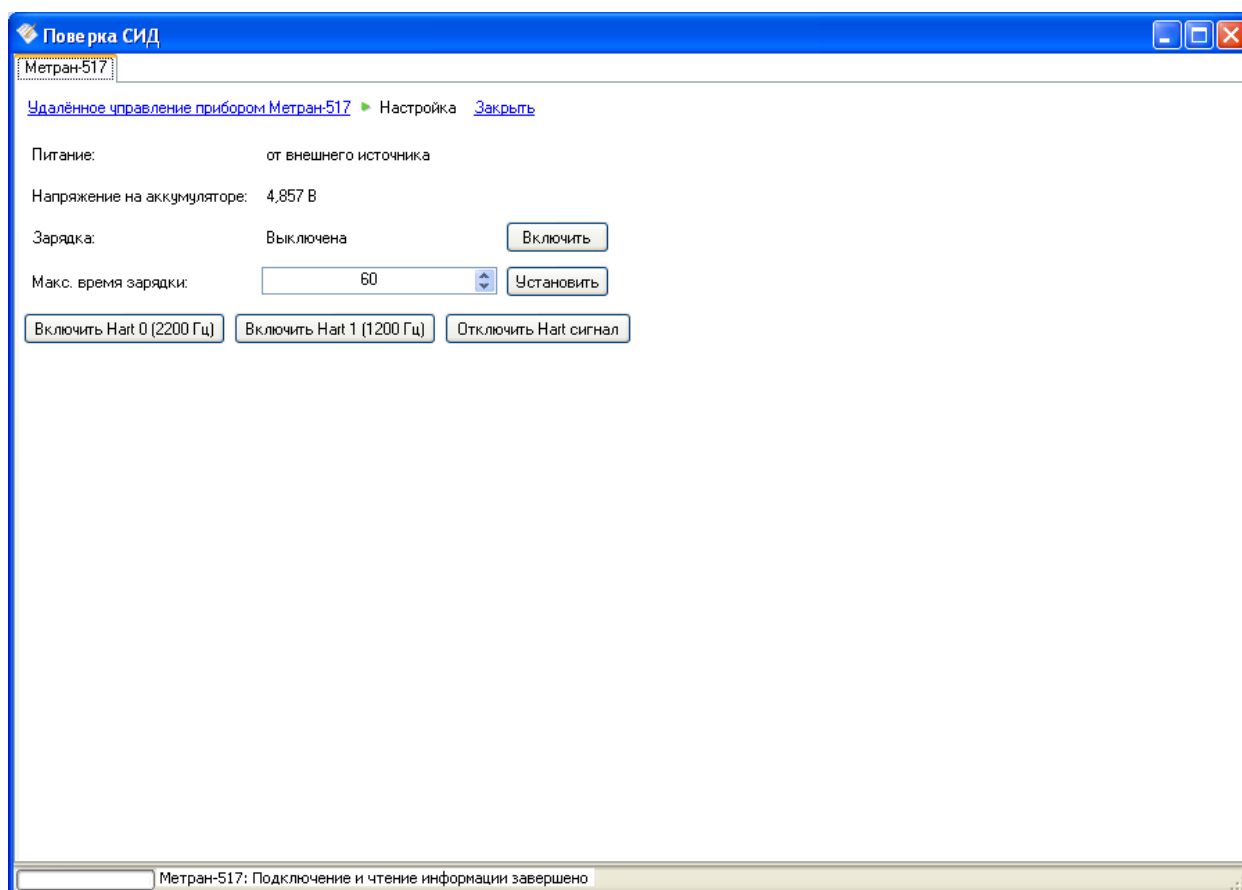 Поверка СИД
Метран-517
Удалённое управление прибором Метран-517 Настройка Закрыть
Питание: от внешнего источника
Напряжение на аккумуляторе: 4,857 В
Зарядка: Выключена Включить
Макс. время зарядки: 60 Установить
Включить Hart 0 (2200 Гц) Включить Hart 1 (1200 Гц) Отключить Hart сигнал
Метран-517: Подключение и чтение информации завершено